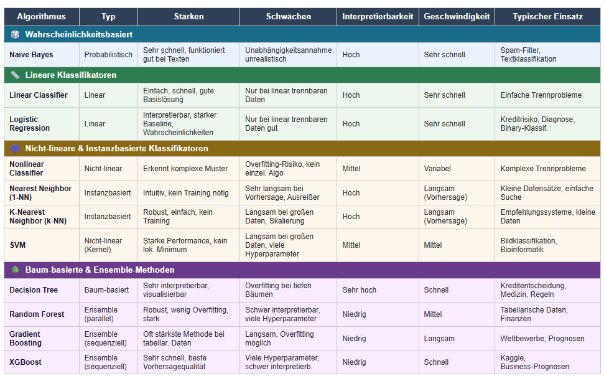 Algorithmus Typ Stärken Schwächen Interpretierbarkeit Geschwindigkeit Typischer Einsatz
Wahrscheinlichkeitsbasiert
Naive Bayes Probabilistisch Sehr schnell, funktioniert gut bei Texten Unabhängigkeitsannahme unrealistisch Hoch Sehr schnell Spam-Filter, Textklassifikation
Lineare Klassifikatoren
Linear Classifier Linear Einfach, schnell, gute Basislösung Nur bei linear trennbaren Daten Hoch Sehr schnell Einfache Trennprobleme
Logistic Regression Linear Interpretierbar, starker Baseline, Wahrscheinlichkeiten Nur bei linear trennbaren Daten gut Hoch Sehr schnell Kreditrisiko, Diagnose, Binary-Klassif.
Nicht-lineare & Instanzbasierte Klassifikatoren
Nonlinear Classifier Nicht-linear Erkennt komplexe Muster Overfitting-Risiko, kein einzel. Algo Mittel Variabel Komplexe Trennprobleme
Nearest Neighbor (1-NN) Instanzbasiert Intuitiv, kein Training nötig Sehr langsam bei Vorhersage, Ausreißer Hoch Langsam (Vorhersage) Kleine Datensätze, einfache Suche
K-Nearest Neighbor (k-NN) Instanzbasiert Robust, einfach, kein Training Langsam bei großen Daten, Skalierung Hoch Langsam (Vorhersage) Empfehlungssysteme, kleine Daten
SVM Nicht-linear (Kernel) Starke Performance, kein lok. Minimum Langsam bei großen Daten, viele Hyperparameter Mittel Mittel Bildklassifikation, Bioinformatik
Baum-basierte & Ensemble-Methoden
Decision Tree Baum-basiert Sehr interpretierbar, visualisierbar Overfitting bei tiefen Bäumen Sehr hoch Schnell Kreditentscheidung, Medizin, Regeln
Random Forest Ensemble (parallel) Robust, wenig Overfitting, stark Schwer interpretierbar, viele Hyperparameter Niedrig Mittel Tabellarische Daten, Finanzen
Gradient Boosting Ensemble (sequenziell) Oft stärkste Methode bei tabellar. Daten Langsam, Overfitting möglich Niedrig Langsam Wettbewerbe, Prognosen
XGBoost Ensemble (sequenziell) Sehr schnell, beste Vorhersagequalität Viele Hyperparameter, schwer interpretierb Niedrig Schnell Kaggle, Business-Prognosen